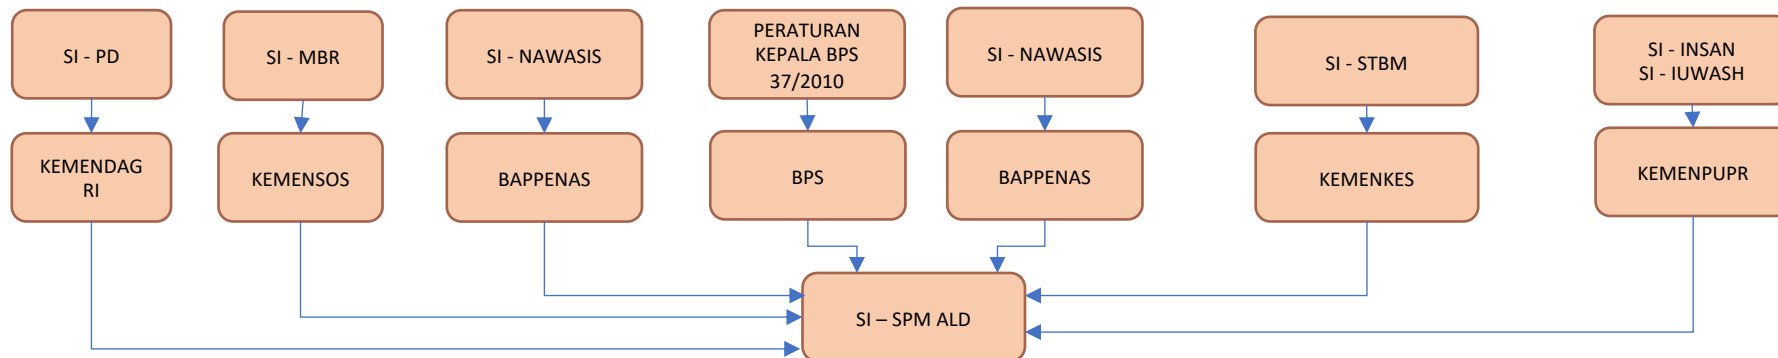 SI - PD
SI - MBR
SI - NAWASIS
PERATURAN
KEPALA BPS
37/2010
SI - NAWASIS
SI - STBM
SI - INSAN
SI - IUWASH
KEMENDAG
RI
KEMENSOS
BAPPENAS
BPS
BAPPENAS
KEMENKES
KEMENPUPR
SI – SPM ALD